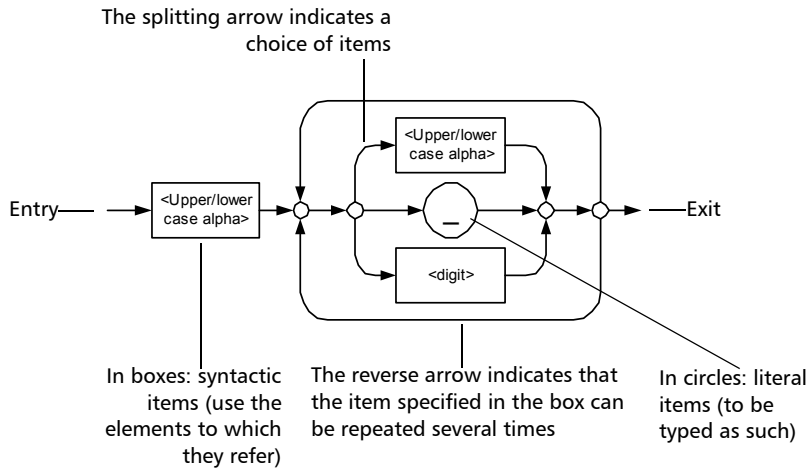 The splitting arrow indicates a
choice of items
<Upper/lower
case alpha>
Entry
<Upper/lower
case alpha>
_
Exit
<digit>
In boxes: syntactic
items (use the
elements to which
they refer)
The reverse arrow indicates that
the item specified in the box can
be repeated several times
In circles: literal
items (to be
typed as such)